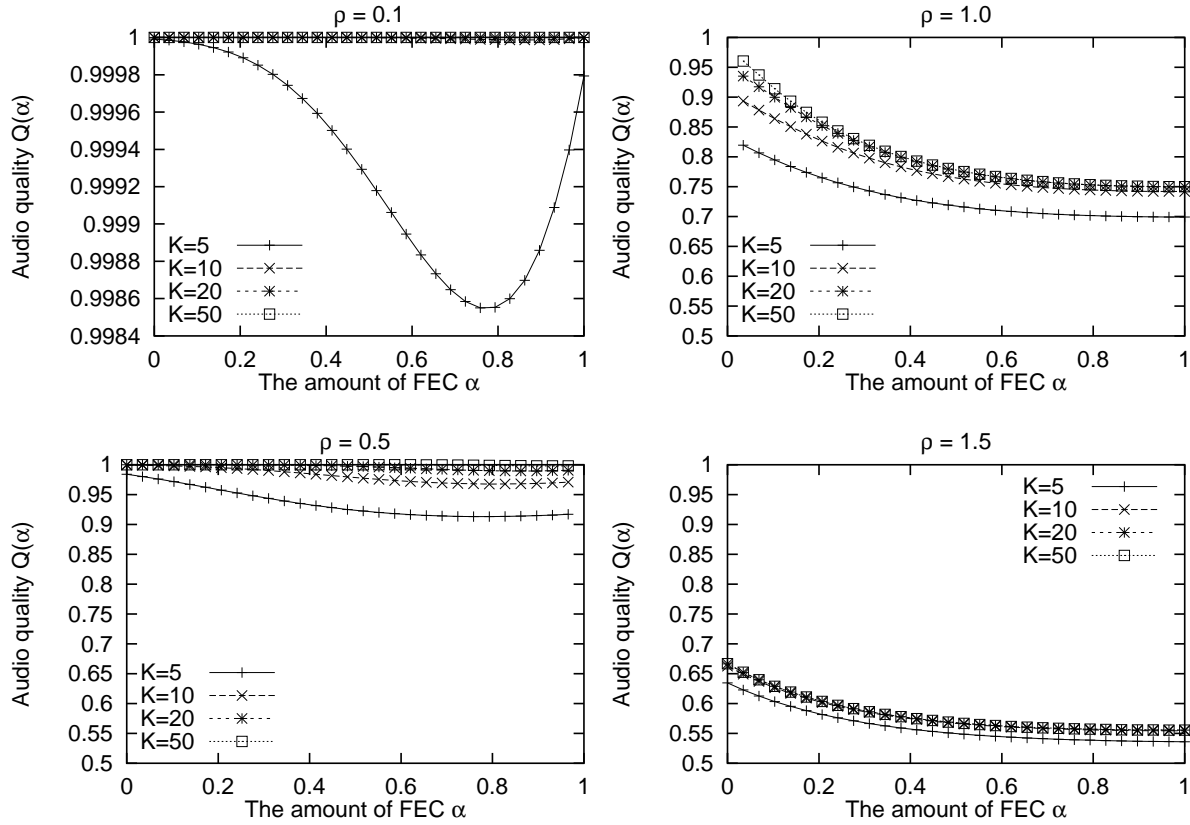 ρ = 0.1
1
0.9998
0.9996
0.9994
0.9992
0.999
0.9988
0.9986
0.9984
Audio quality Q(α)
K=5
K=10
K=20
K=50
0 0.2 0.4 0.6 0.8 1
The amount of FEC α
ρ = 1.0
1
0.95
0.9
0.85
0.8
0.75
0.7
0.65
0.6
0.55
0.5
Audio quality Q(α)
K=5
K=10
K=20
K=50
0 0.2 0.4 0.6 0.8 1
The amount of FEC α
ρ = 0.5
1
0.95
0.9
0.85
0.8
0.75
0.7
0.65
0.6
0.55
0.5
Audio quality Q(α)
K=5
K=10
K=20
K=50
0 0.2 0.4 0.6 0.8 1
The amount of FEC α
ρ = 1.5
1
0.95
0.9
0.85
0.8
0.75
0.7
0.65
0.6
0.55
0.5
Audio quality Q(α)
K=5
K=10
K=20
K=50
0 0.2 0.4 0.6 0.8 1
The amount of FEC α